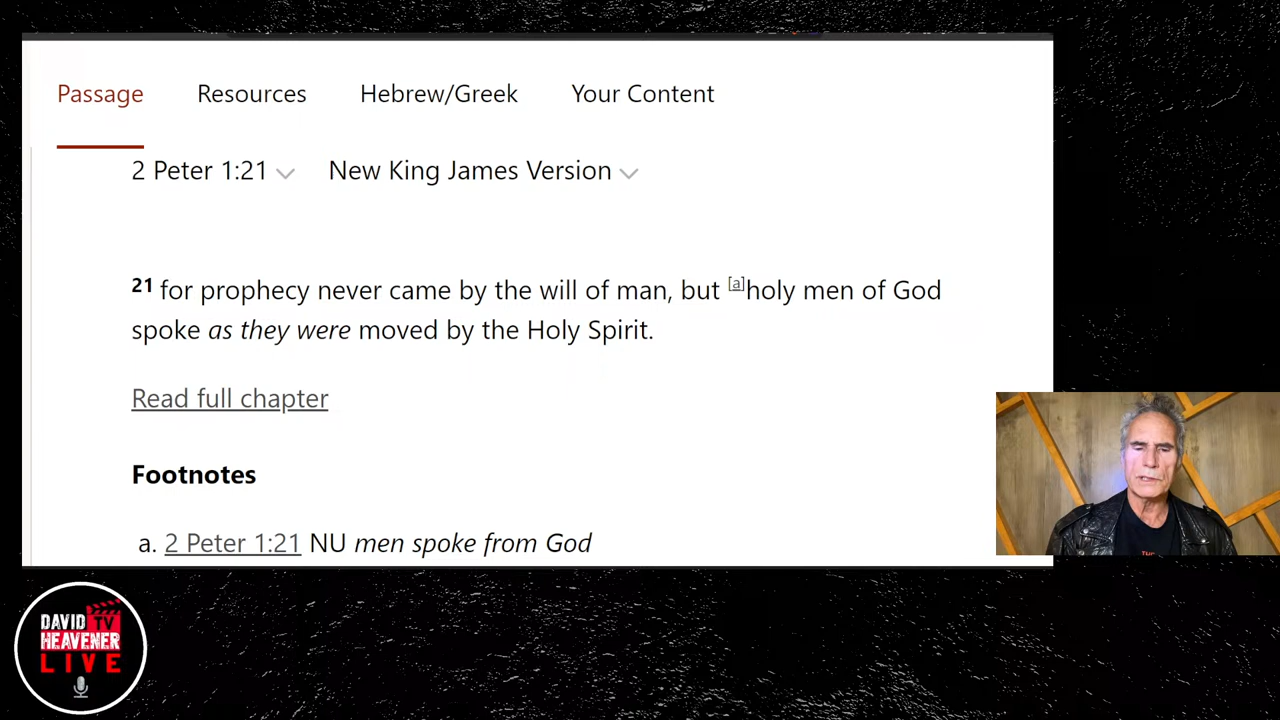 Passage Resources Hebrew/Greek Your Content
2 Peter 1:21 New King James Version
21 for prophecy never came by the will of man, but [a]holy men of God
spoke as they were moved by the Holy Spirit.
Read full chapter
Footnotes
a. 2 Peter 1:21 NU men spoke from God
THE
DAVID TV
HEAVENER
LIVE